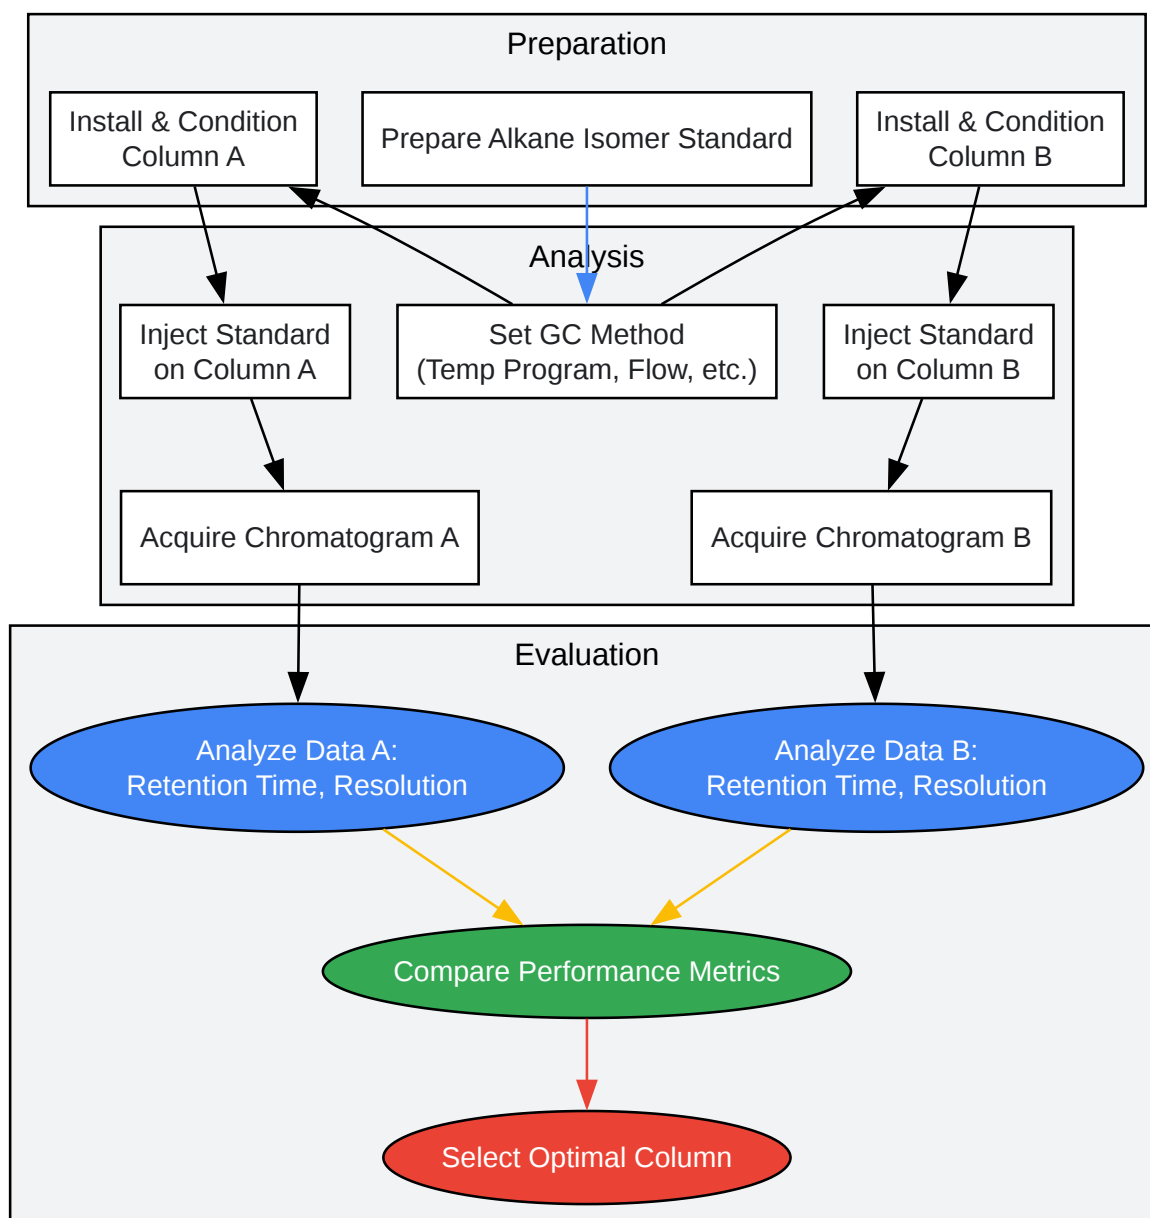 Preparation
Install & Condition
Column A
Prepare Alkane Isomer Standard
Install & Condition
Column B
Analysis
Inject Standard
on Column A
Set GC Method
(Temp Program, Flow, etc.)
Inject Standard
on Column B
Acquire Chromatogram A
Acquire Chromatogram B
Evaluation
Analyze Data A:
Retention Time, Resolution
Analyze Data B:
Retention Time, Resolution
Compare Performance Metrics
Select Optimal Column